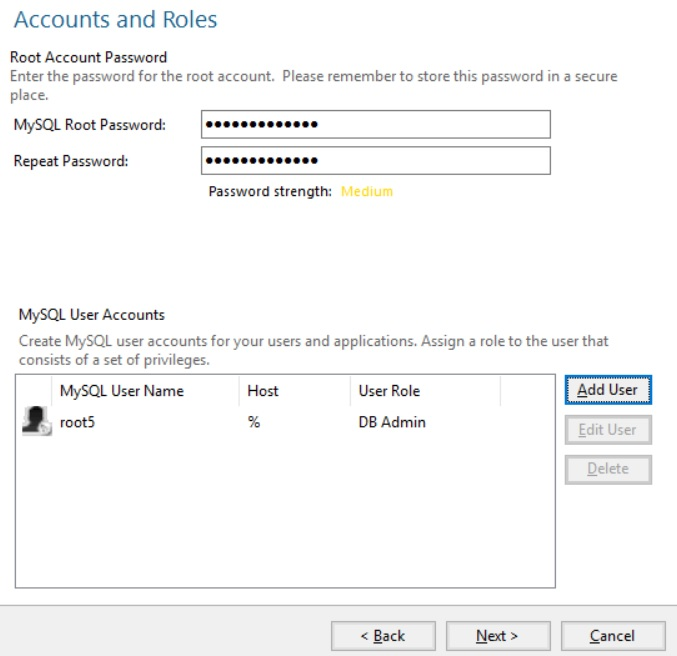 Accounts and Roles
Root Account Password
Enter the password for the root account.  Please remember to store this password in a secure
place.
MySQL Root Password: •••••••••••••
Repeat Password: •••••••••••••
Password strength: Medium
MySQL User Accounts
Create MySQL user accounts for your users and applications. Assign a role to the user that
consists of a set of privileges.
MySQL User Name Host User Role
root5 % DB Admin
Add User
Edit User
Delete
< Back Next > Cancel